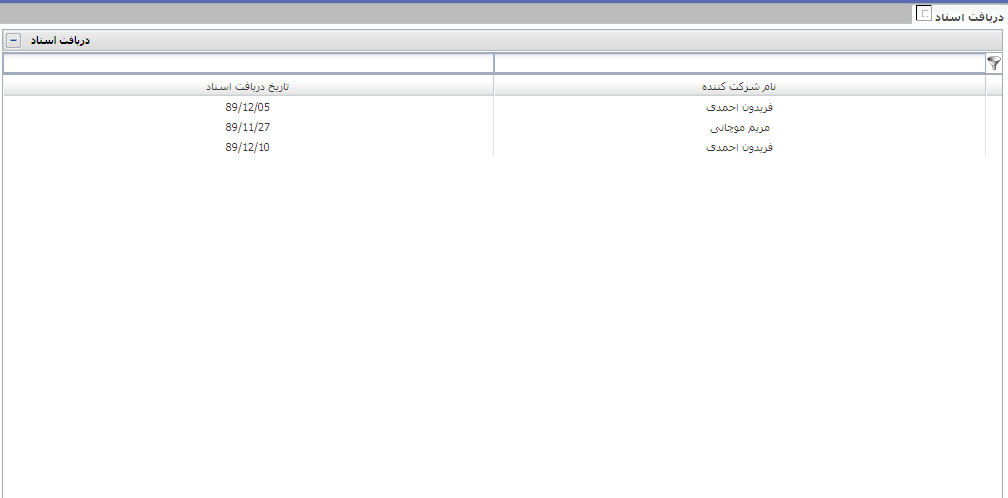 دریافت اسناد
دریافت اسناد
نام شرکت کننده تاریخ دریافت اسناد
فریدون احمدی 89/12/05
مریم موچانی 89/11/27
فریدون احمدی 89/12/10